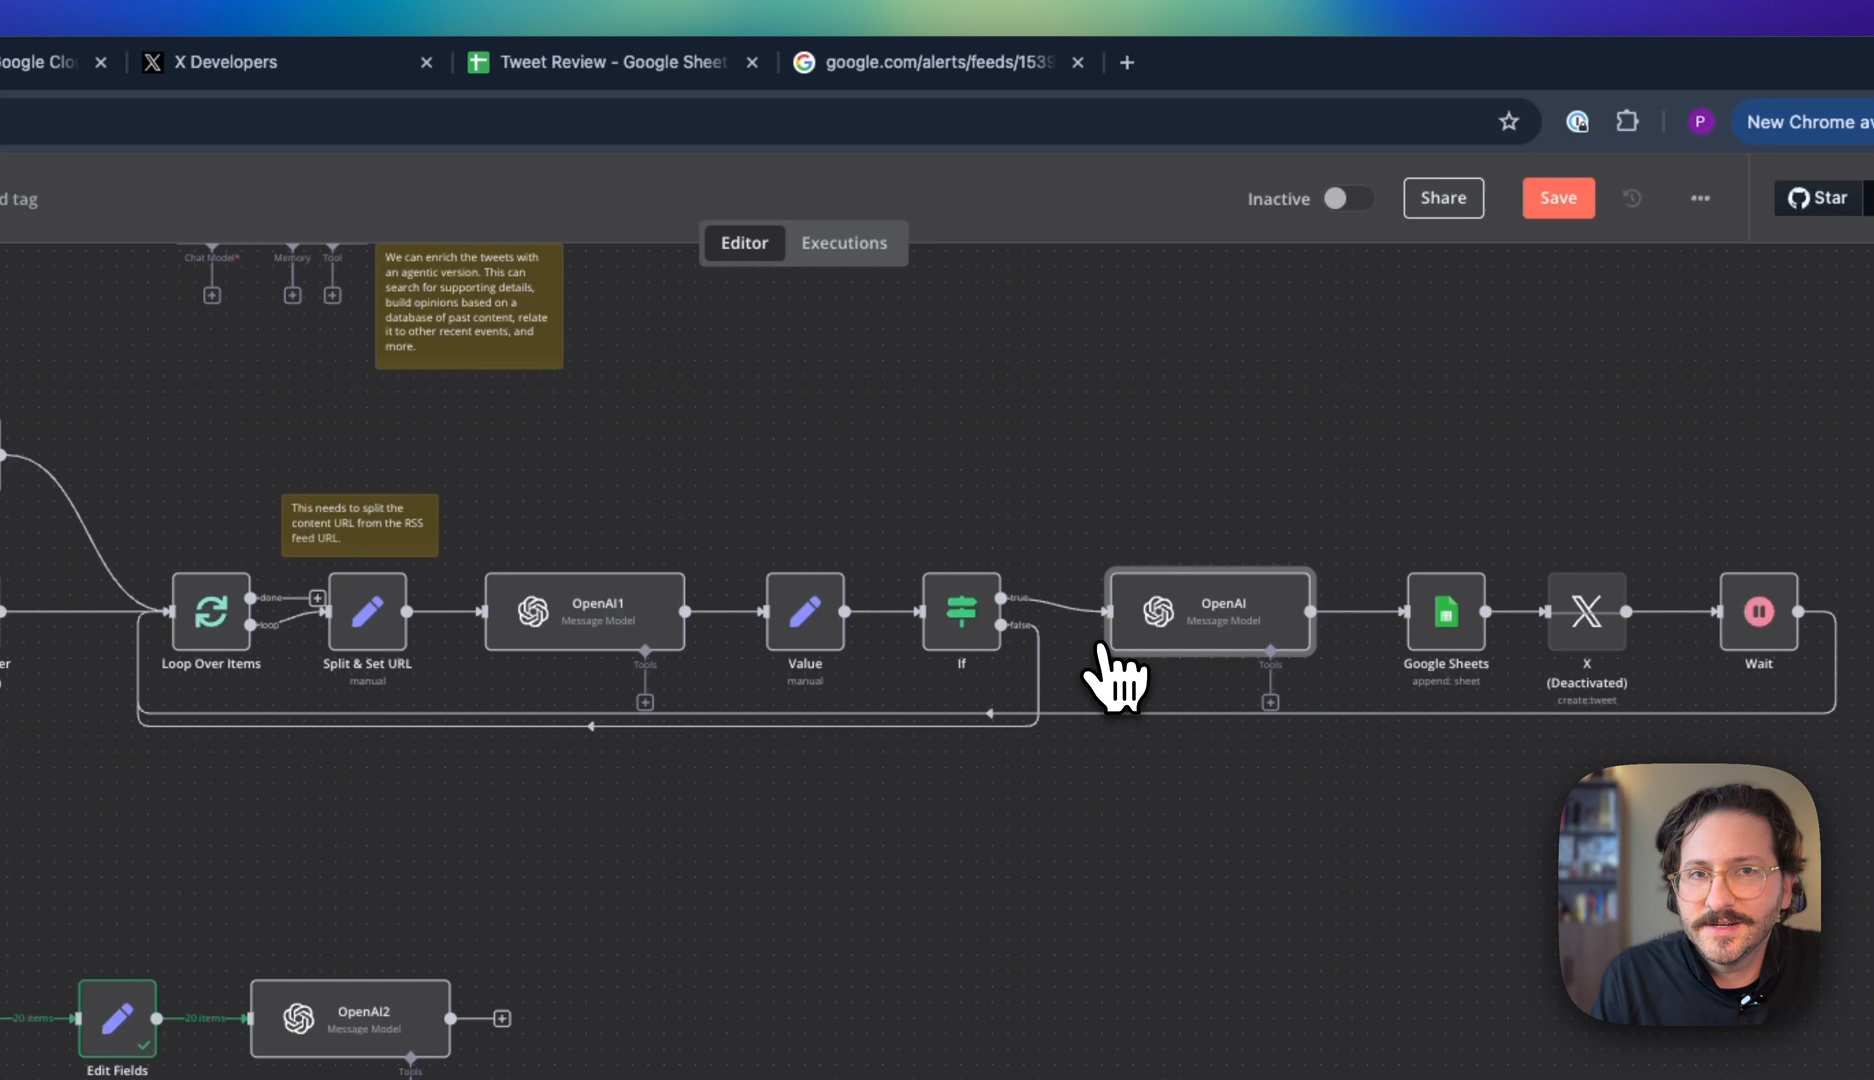 oogle Clo
X Developers
Tweet Review - Google Sheet
google.com/alerts/feeds/1539
P
New Chrome av
d tag
Inactive
Share
Save
Star
Editor
Executions
Chat Model*
Memory
Tool
We can enrich the tweets with
an agentic version. This can
search for supporting details,
build opinions based on a
database of past content, relate
it to other recent events, and
more.
This needs to split the
content URL from the RSS
feed URL.
done
loop
OpenAI1
Message Model
true
false
OpenAI
Message Model
er
Loop Over Items
Split & Set URL
manual
Tools
Value
manual
If
Tools
Google Sheets
append: sheet
X
(Deactivated)
create:tweet
Wait
20 items
20 items
OpenAI2
Message Model
Edit Fields
Tools